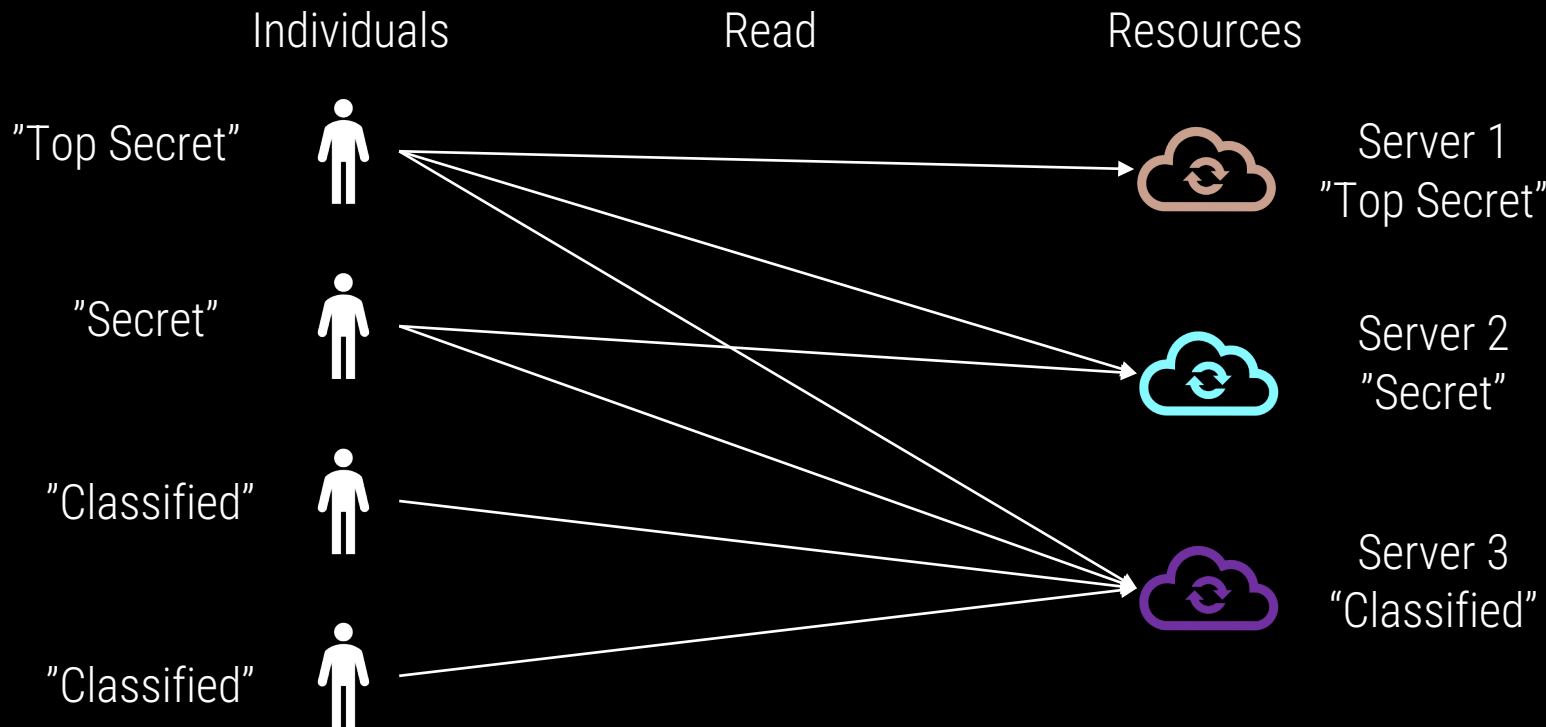 Individuals
Read
Resources
”Top Secret”
Server 1
”Top Secret”
”Secret”
Server 2
”Secret”
”Classified”
Server 3
“Classified”
”Classified”